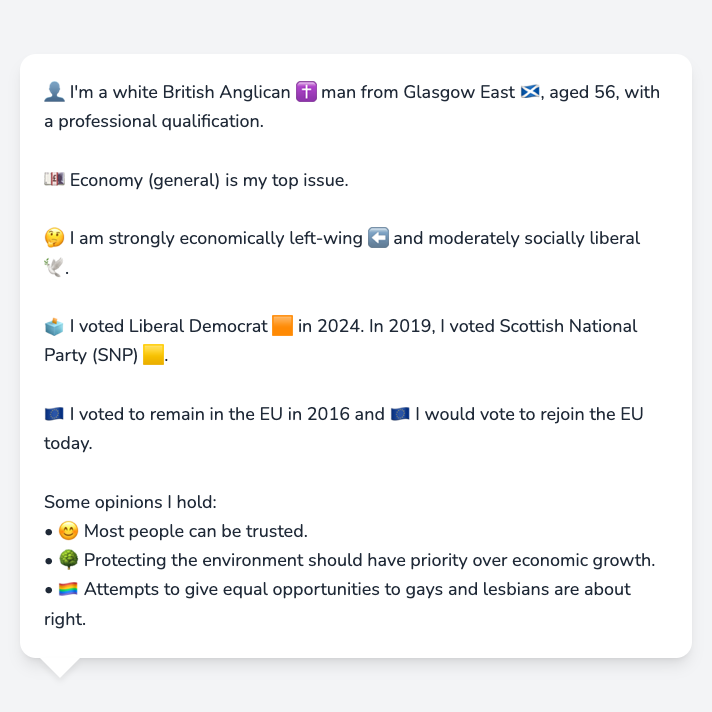 👤 I'm a white British Anglican ✝️ man from Glasgow East 🏴󠁧󠁢󠁳󠁣󠁴󠁿, aged 56, with
a professional qualification.
💷 Economy (general) is my top issue.
🤔 I am strongly economically left-wing ⬅️ and moderately socially liberal
🕊️.
🗳️ I voted Liberal Democrat 🟧 in 2024. In 2019, I voted Scottish National
Party (SNP) 🟨.
🇪🇺 I voted to remain in the EU in 2016 and 🇪🇺 I would vote to rejoin the EU
today.
Some opinions I hold:
• 😊 Most people can be trusted.
• 🌳 Protecting the environment should have priority over economic growth.
• 🏳️‍🌈 Attempts to give equal opportunities to gays and lesbians are about
right.